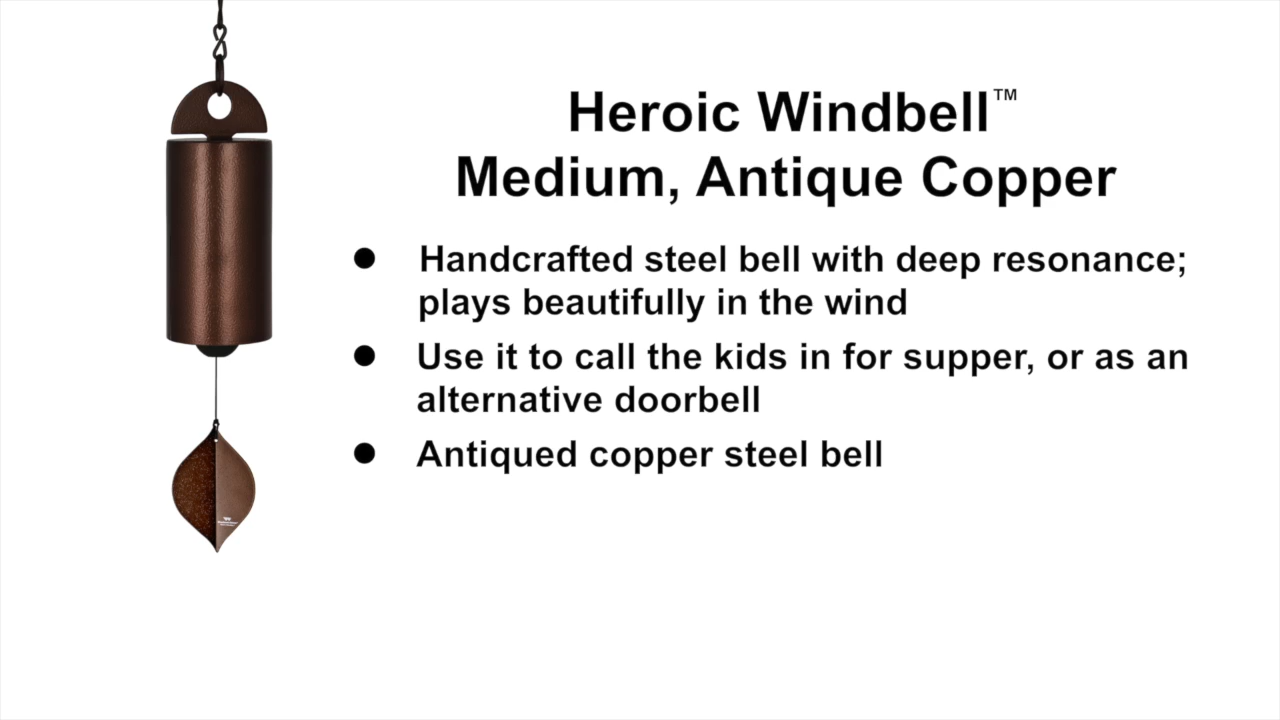 Heroic Windbell™
Medium, Antique Copper
● Handcrafted steel bell with deep resonance;
plays beautifully in the wind
● Use it to call the kids in for supper, or as an
alternative doorbell
● Antiqued copper steel bell